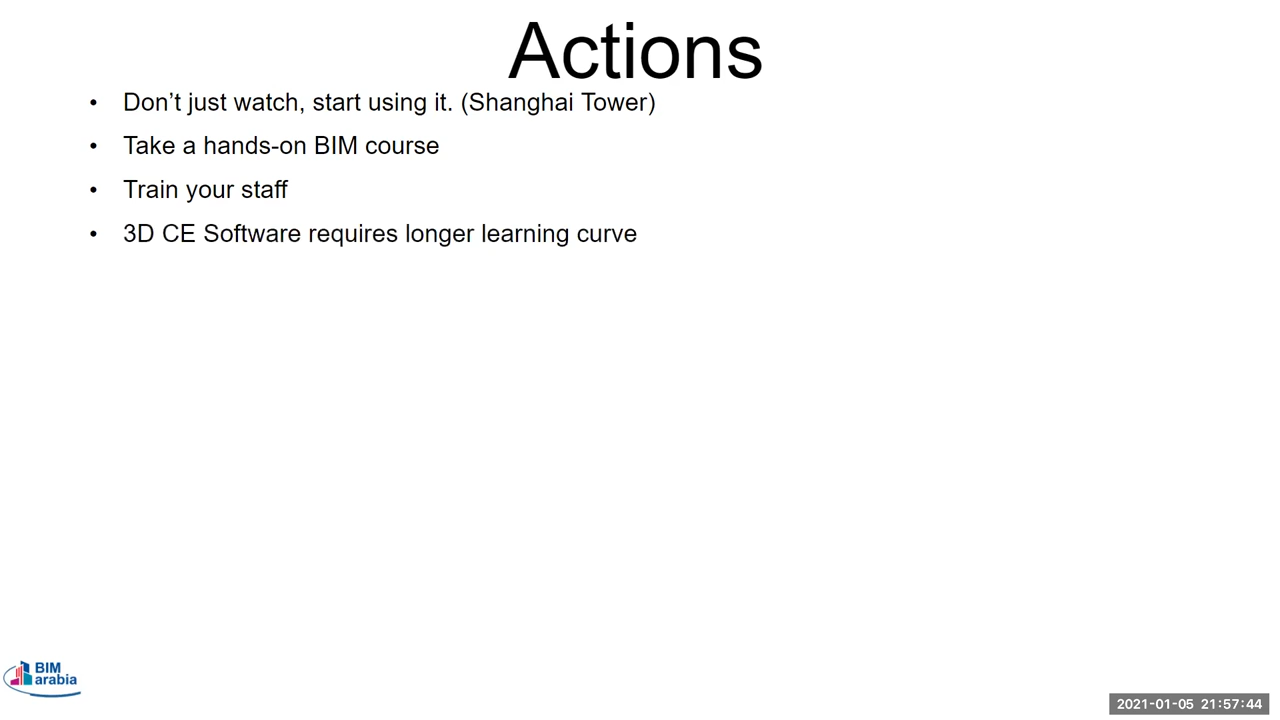 Actions
• Don’t just watch, start using it. (Shanghai Tower)
• Take a hands-on BIM course
• Train your staff
• 3D CE Software requires longer learning curve
BIM
arabia
2021-01-05 21:57:44